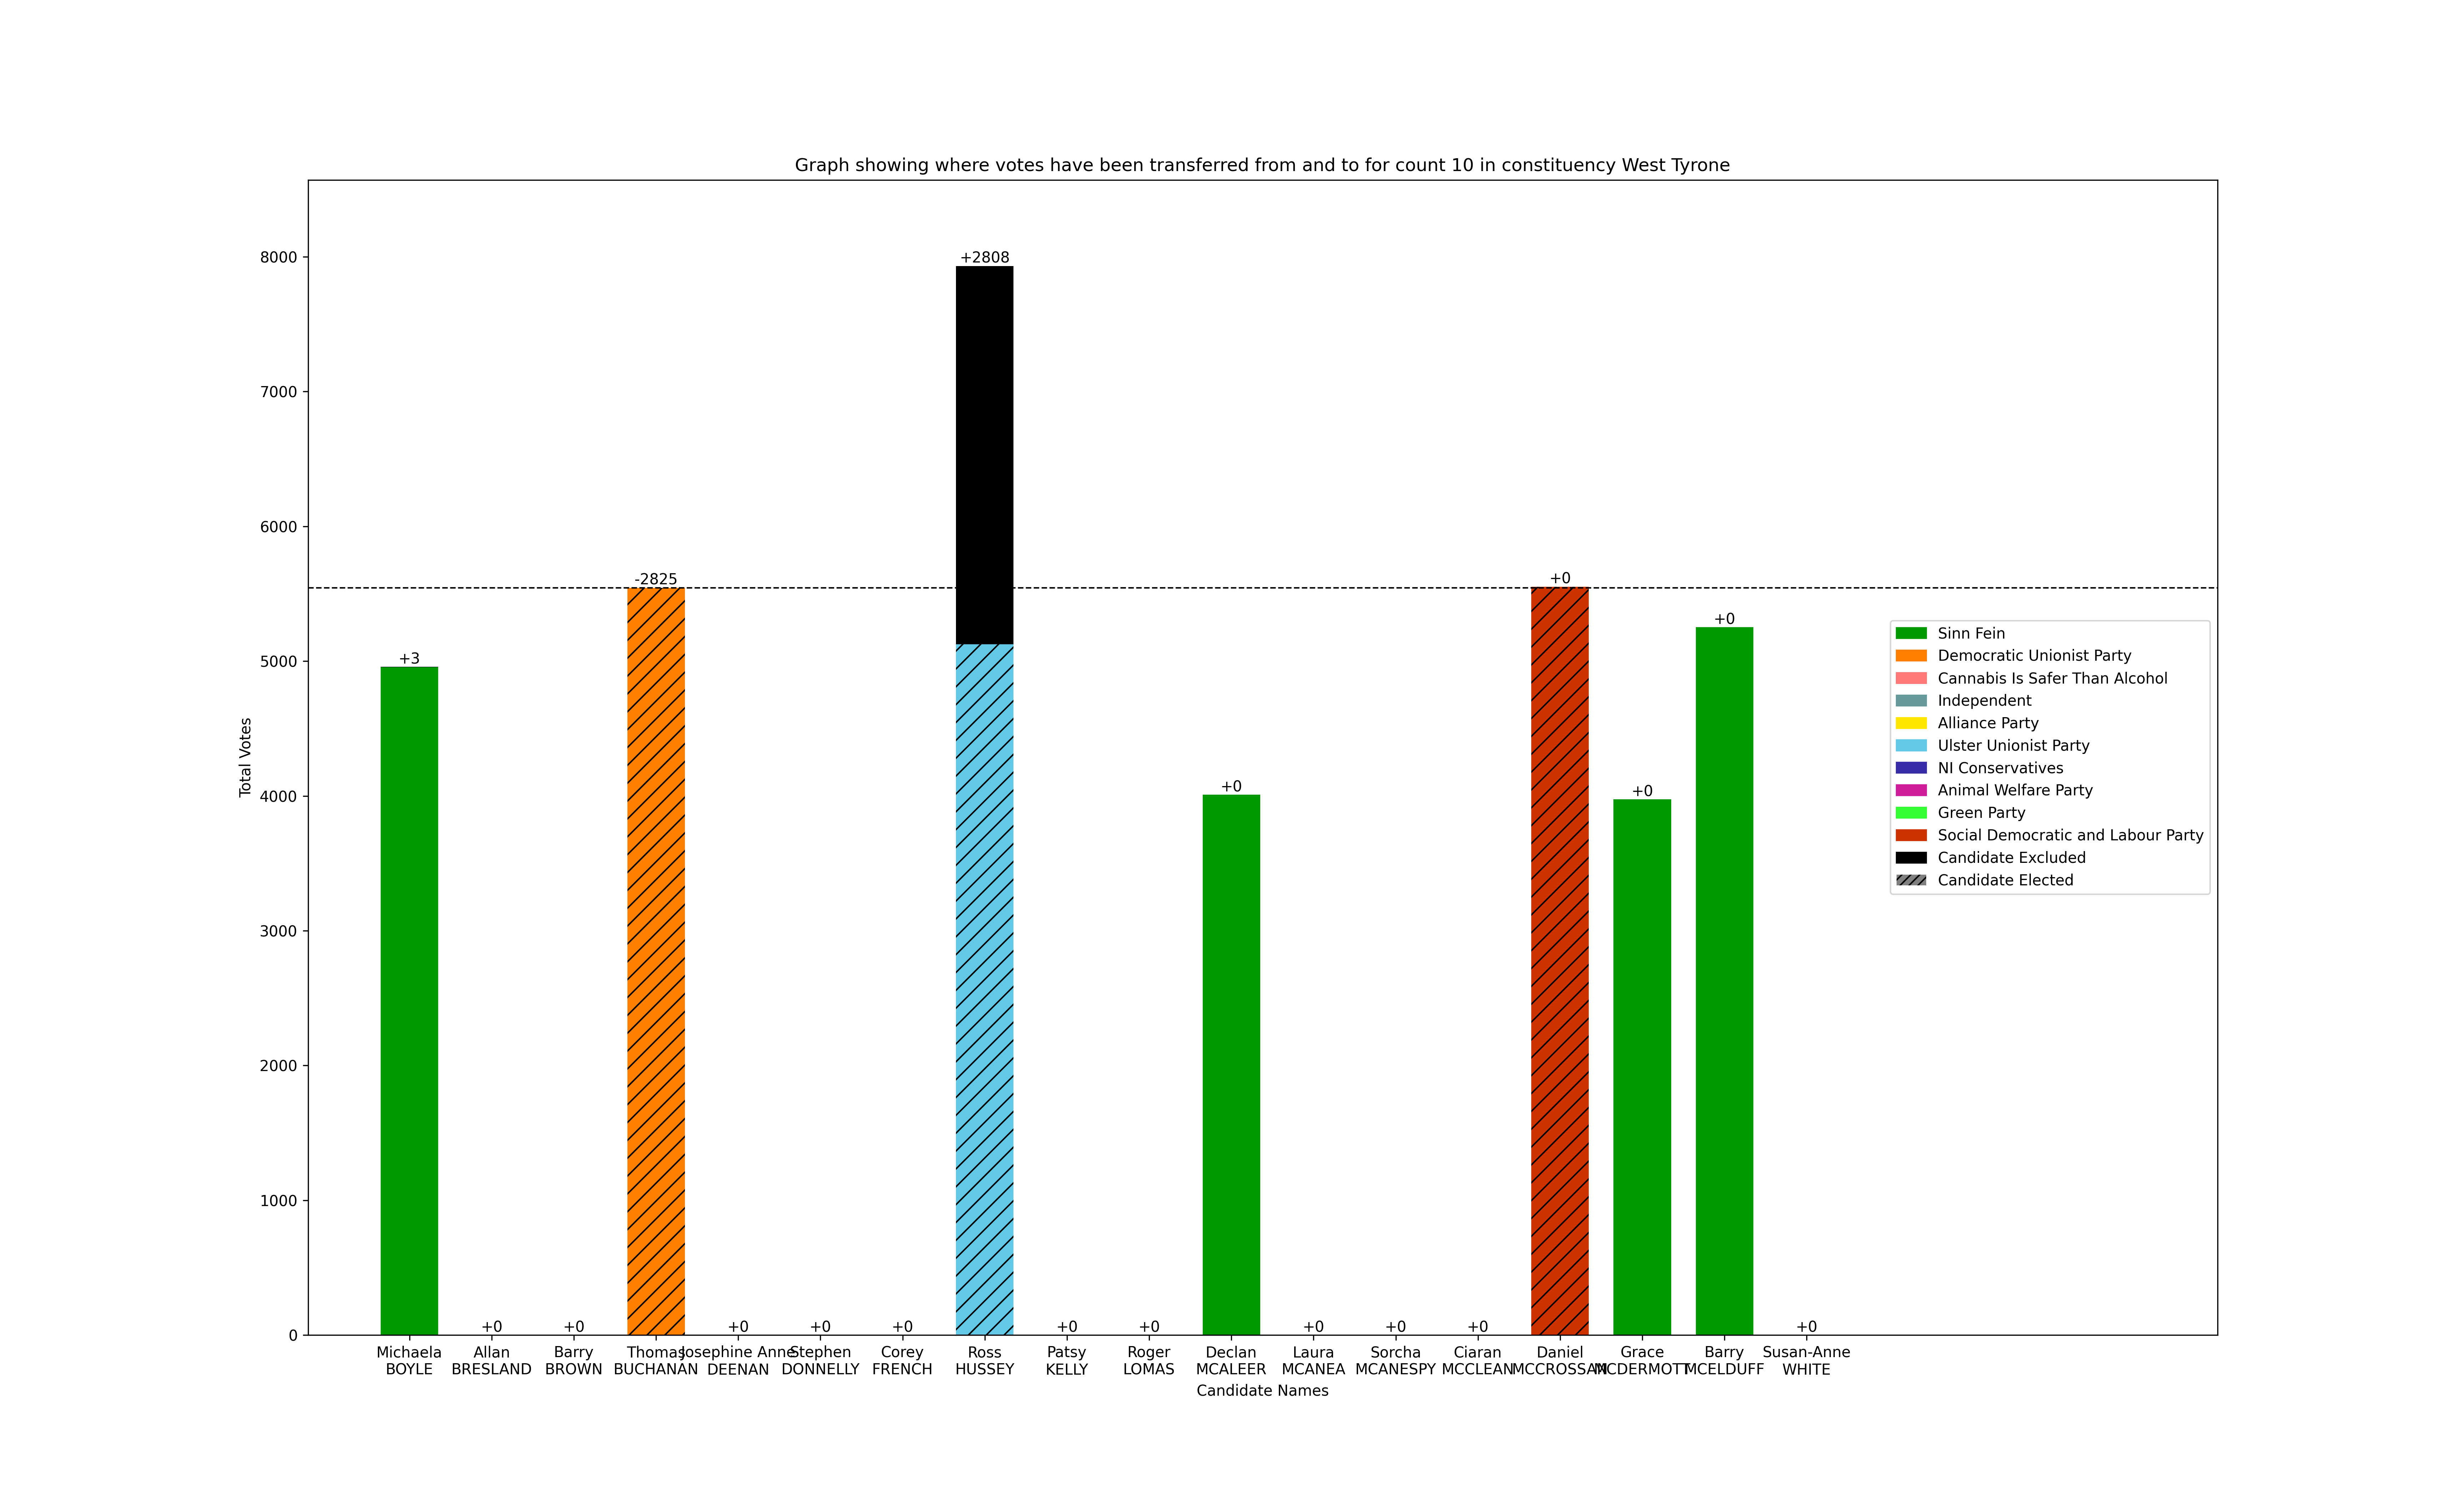 Graph showing where votes have been transferred from and to for count 10 in constituency West Tyrone
Total Votes
8000
7000
6000
5000
4000
3000
2000
1000
0
+3
+0
+0
-2825
+0
+0
+0
+2808
+0
+0
+0
+0
+0
+0
+0
+0
+0
+0
Michaela
BOYLE
Allan
BRESLAND
Barry
BROWN
Thomas
BUCHANAN
Josephine Anne
DEENAN
Stephen
DONNELLY
Corey
FRENCH
Ross
HUSSEY
Patsy
KELLY
Roger
LOMAS
Declan
MCALEER
Laura
MCANEA
Sorcha
MCANESPY
Ciaran
MCCLEAN
Daniel
MCCROSSAN
Grace
MCDERMOTT
Barry
MCELDUFF
Susan-Anne
WHITE
Candidate Names
Sinn Fein
Democratic Unionist Party
Cannabis Is Safer Than Alcohol
Independent
Alliance Party
Ulster Unionist Party
NI Conservatives
Animal Welfare Party
Green Party
Social Democratic and Labour Party
Candidate Excluded
Candidate Elected